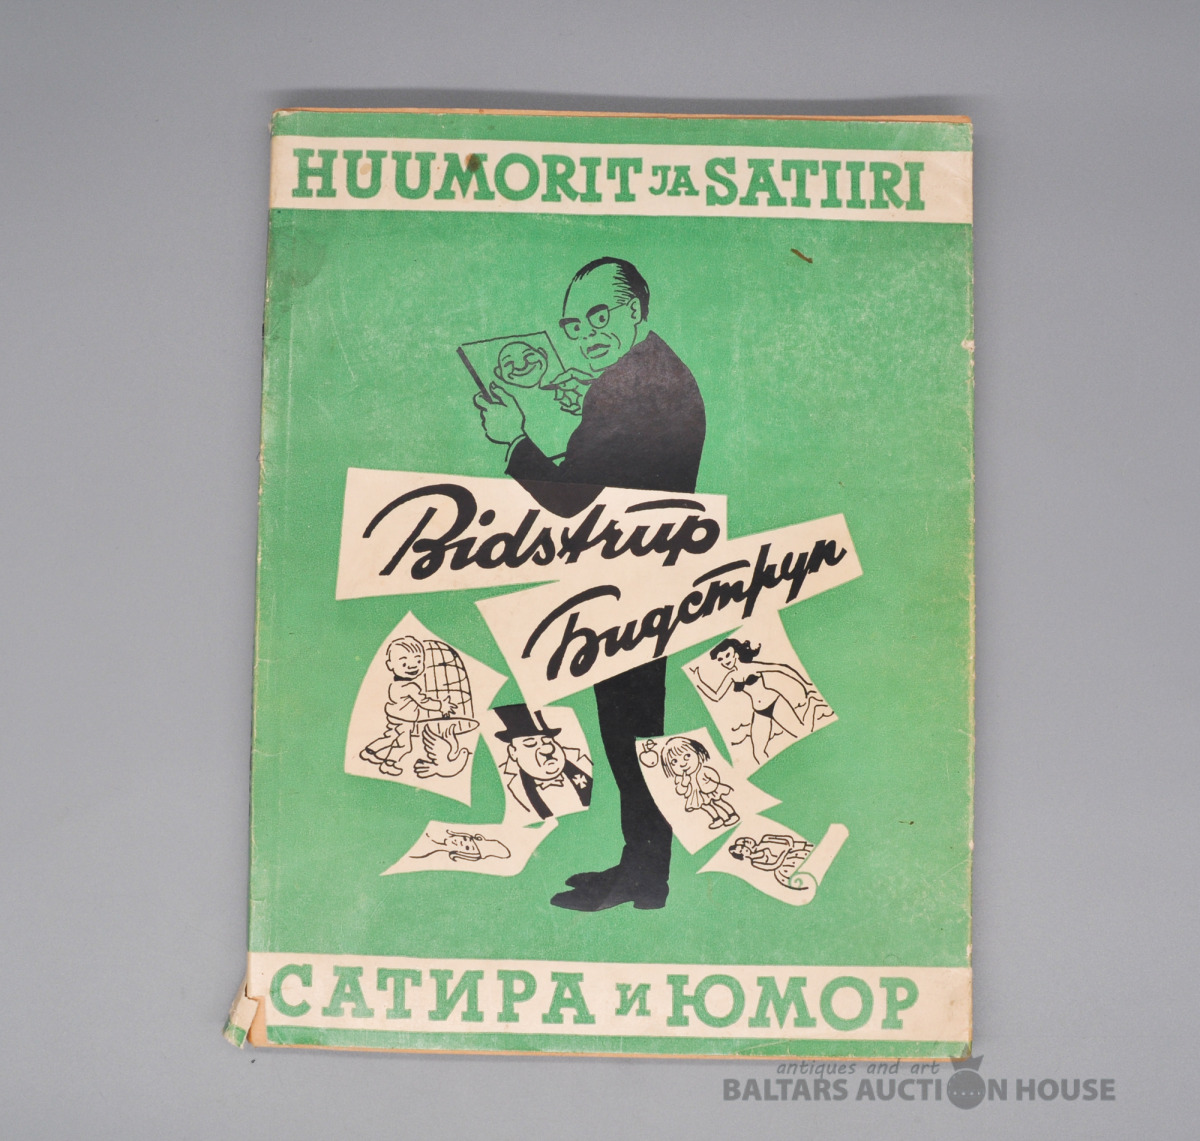 HUUMORIT JA SATIIRI
Bidstrup
Бидструп
САТИРА И ЮМОР
antiques and art
BALTARS AUCTION HOUSE